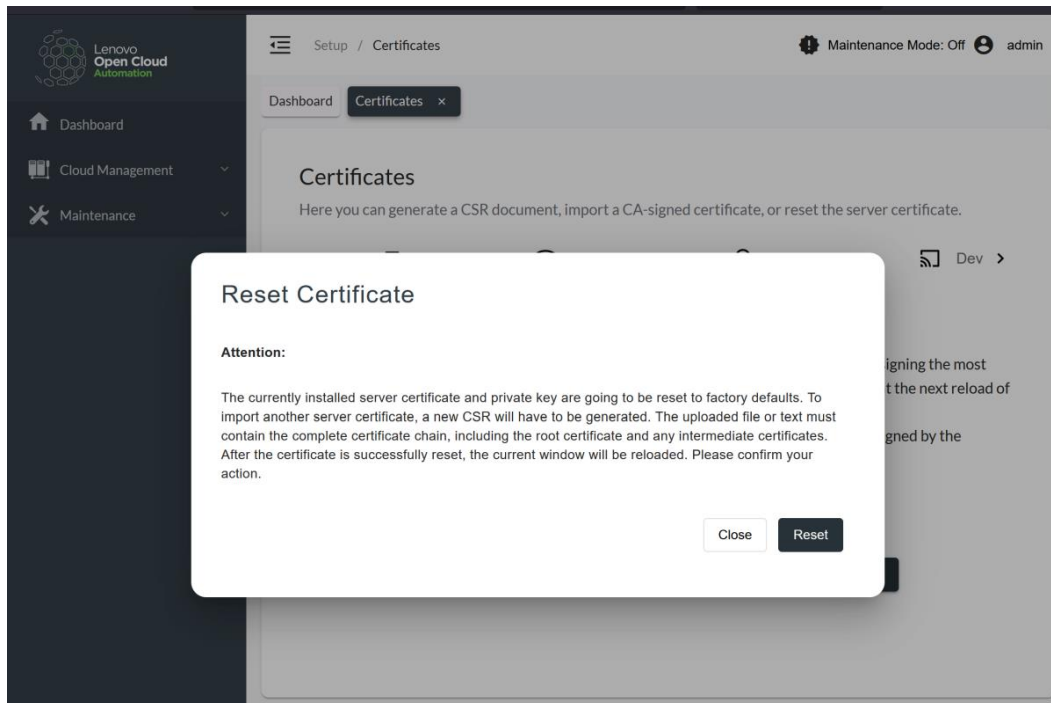 Lenovo
Open Cloud
Automation
Setup / Certificates
Maintenance Mode: Off
admin
Dashboard
Certificates ×
Dashboard
Cloud Management
Maintenance
Certificates
Here you can generate a CSR document, import a CA-signed certificate, or reset the server certificate.
Dev
Reset Certificate
Attention:
The currently installed server certificate and private key are going to be reset to factory defaults. To
import another server certificate, a new CSR will have to be generated. The uploaded file or text must
contain the complete certificate chain, including the root certificate and any intermediate certificates.
After the certificate is successfully reset, the current window will be reloaded. Please confirm your
action.
igning the most
t the next reload of
gned by the
Close
Reset